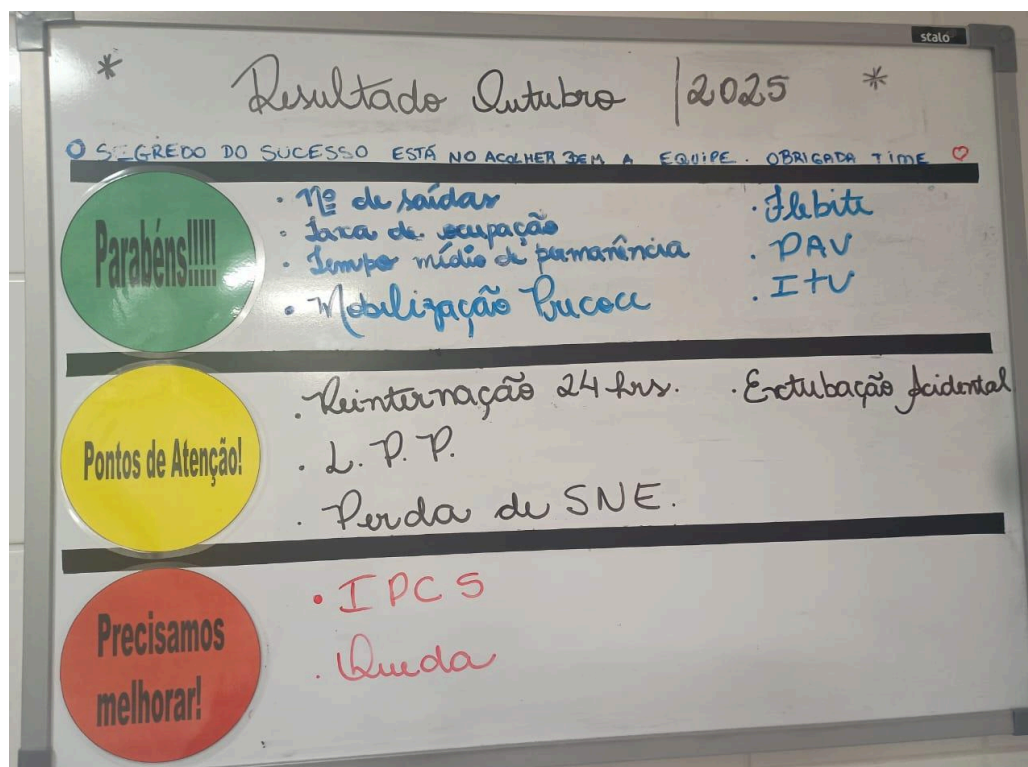 stalo
* Resultado Outubro | 2025 *
O SEGREDO DO SUCESSO ESTÁ NO ACOLHER BEM A EQUIPE. OBRIGADA TIME
Parabéns!!!!!
• Nº de saídas
• Taxa de ocupação
• Tempo médio de permanência
• Mobilização Precoce
• Flebite
• PAV
• ITU
Pontos de Atenção!
• Reinternação 24 hrs.
• L.P.P.
• Perda de SNE.
• Extubação Acidental
Precisamos
melhorar!
• IPCS
• Queda